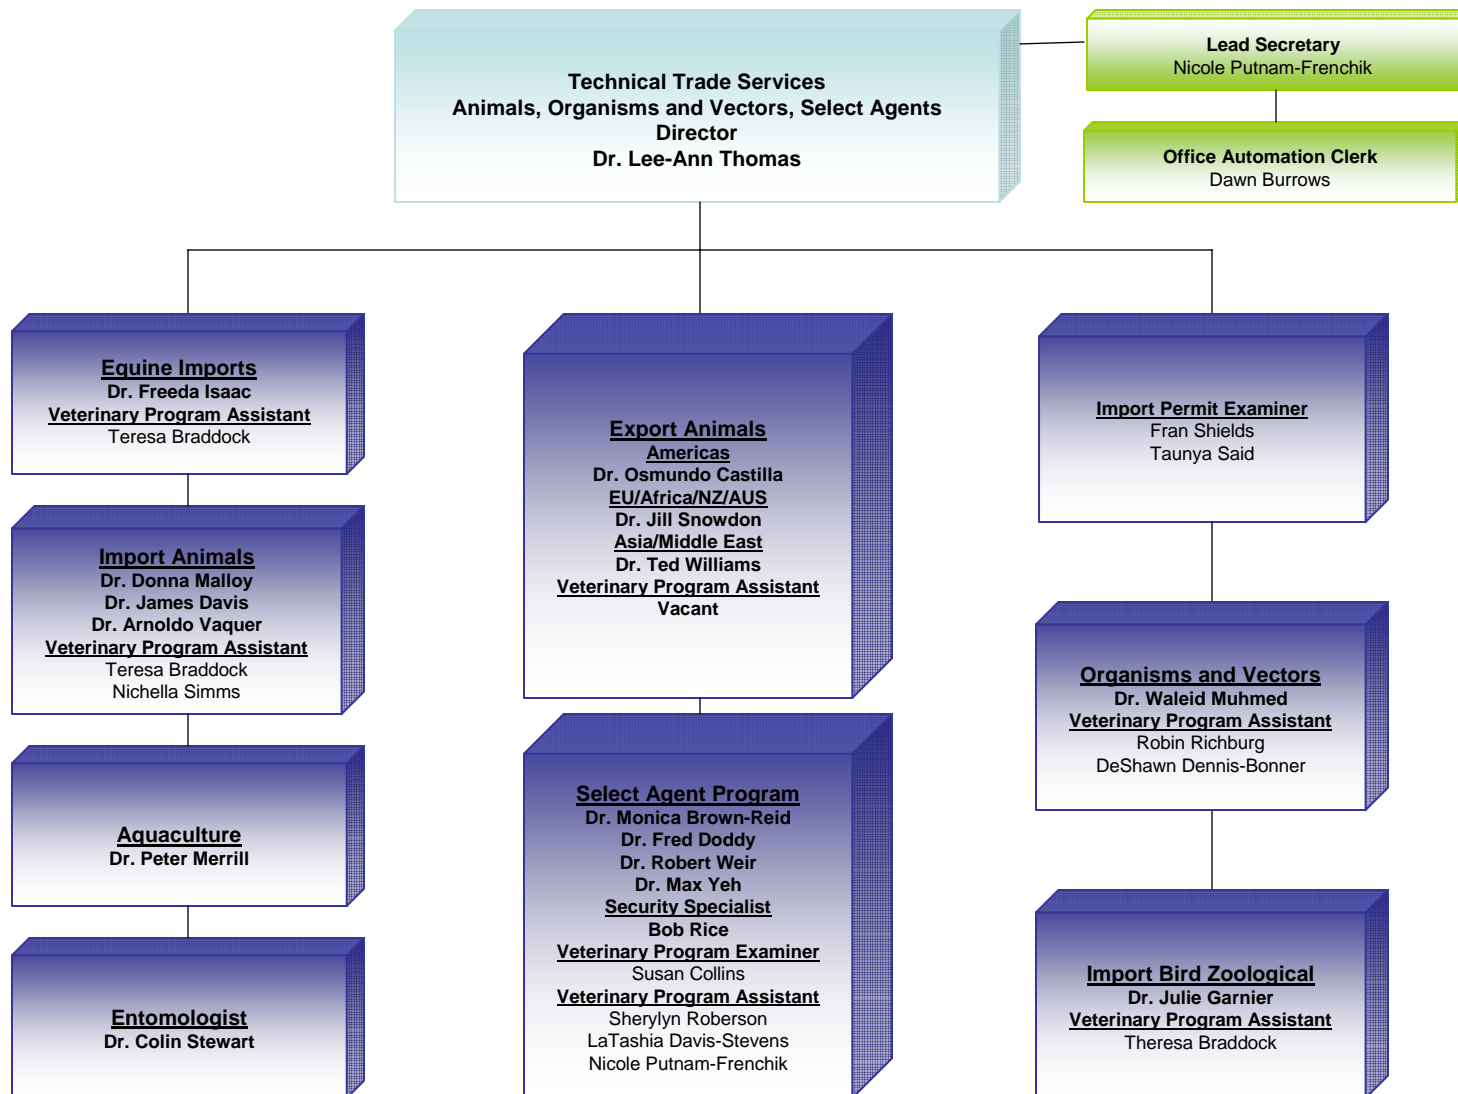 Technical Trade Services
Animals, Organisms and Vectors, Select Agents
Director
Dr. Lee-Ann Thomas
Lead Secretary
Nicole Putnam-Frenchik
Office Automation Clerk
Dawn Burrows
Equine Imports
Dr. Freeda Isaac
Veterinary Program Assistant
Teresa Braddock
Import Animals
Dr. Donna Malloy
Dr. James Davis
Dr. Arnoldo Vaquer
Veterinary Program Assistant
Teresa Braddock
Nichella Simms
Aquaculture
Dr. Peter Merrill
Entomologist
Dr. Colin Stewart
Export Animals
Americas
Dr. Osmundo Castilla
EU/Africa/NZ/AUS
Dr. Jill Snowdon
Asia/Middle East
Dr. Ted Williams
Veterinary Program Assistant
Vacant
Select Agent Program
Dr. Monica Brown-Reid
Dr. Fred Doddy
Dr. Robert Weir
Dr. Max Yeh
Security Specialist
Bob Rice
Veterinary Program Examiner
Susan Collins
Veterinary Program Assistant
Sherylyn Roberson
LaTashia Davis-Stevens
Nicole Putnam-Frenchik
Import Permit Examiner
Fran Shields
Taunya Said
Organisms and Vectors
Dr. Waleid Muhmed
Veterinary Program Assistant
Robin Richburg
DeShawn Dennis-Bonner
Import Bird Zoological
Dr. Julie Garnier
Veterinary Program Assistant
Theresa Braddock